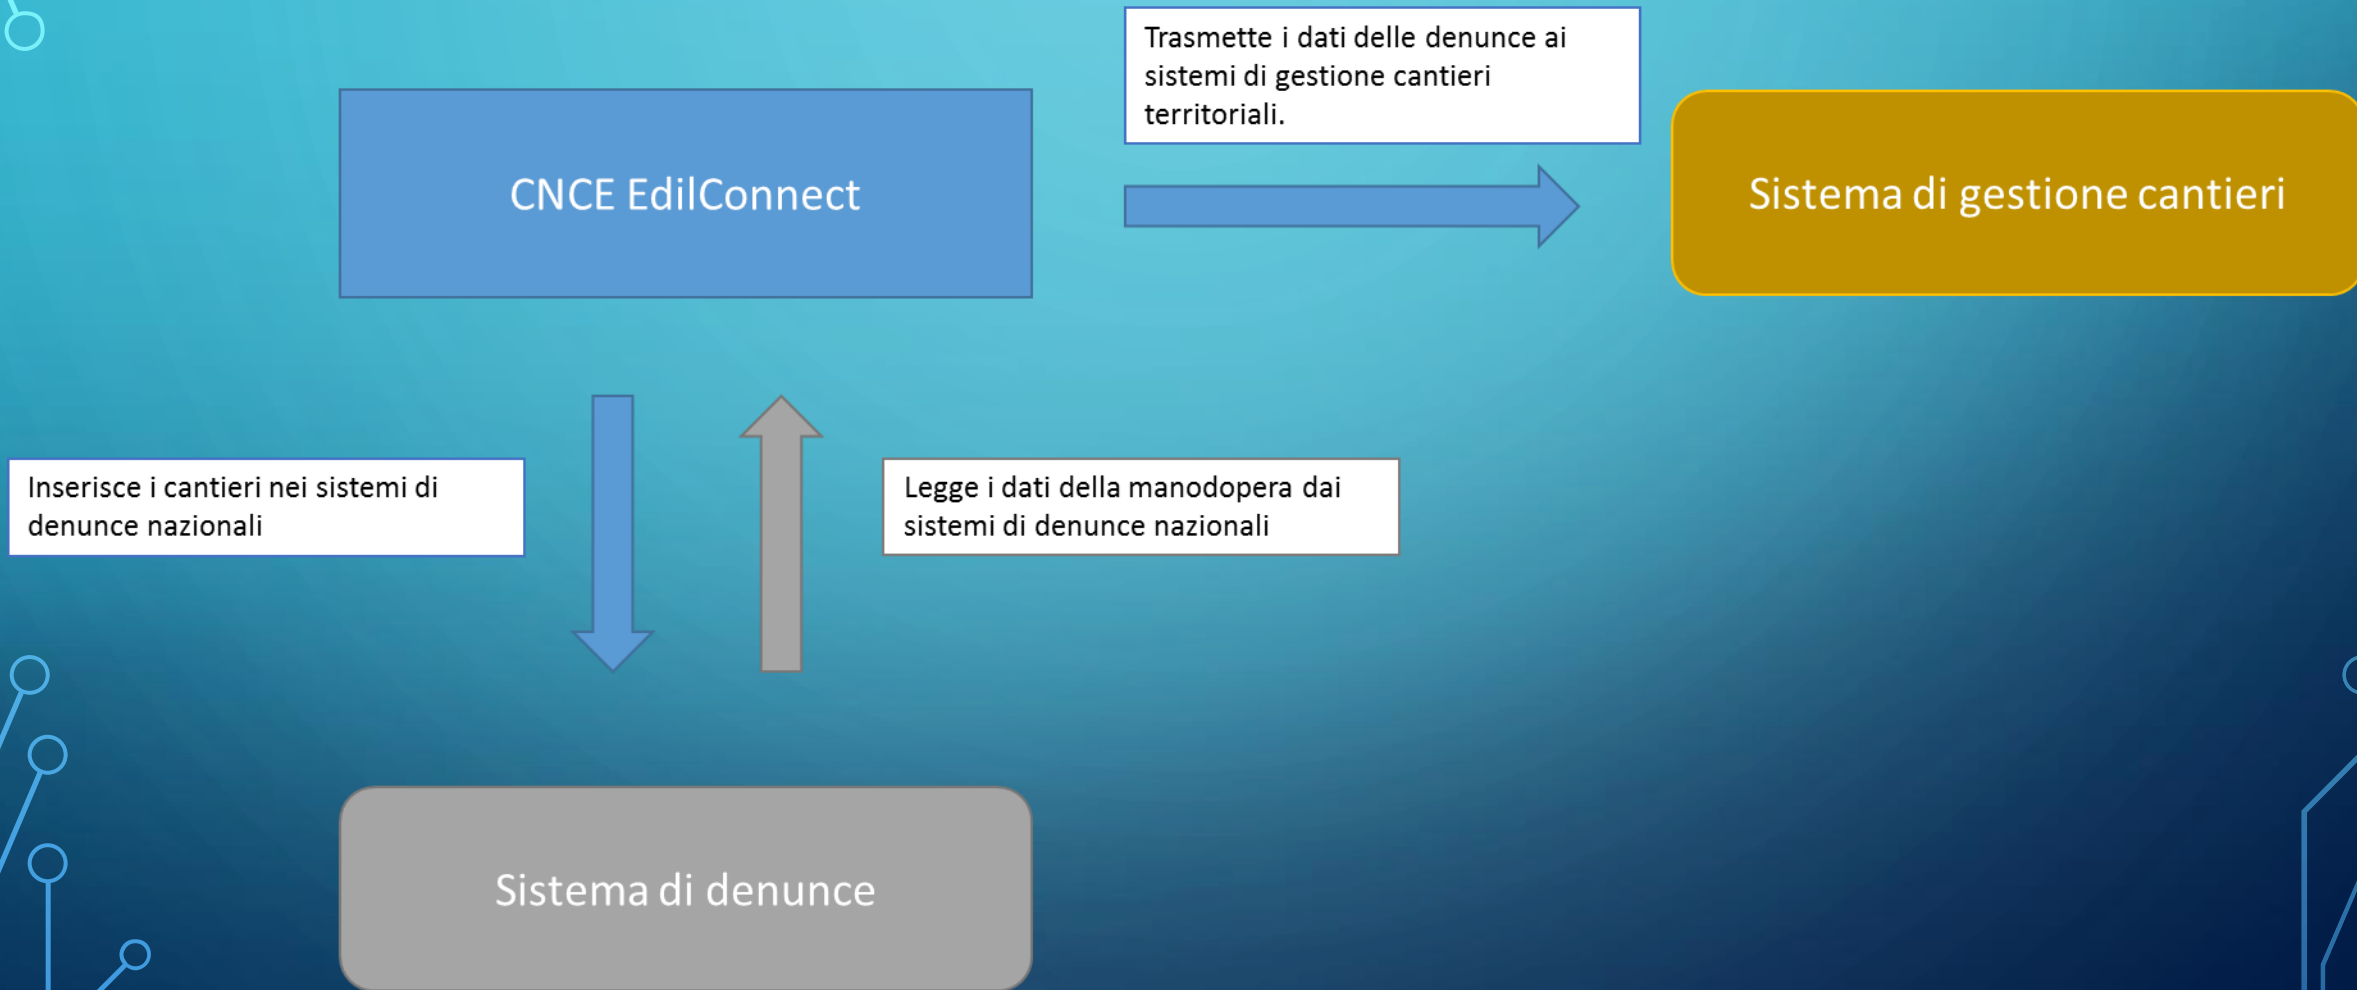 Trasmette i dati delle denunce ai
sistemi di gestione cantieri
territoriali.
CNCE EdilConnect
Sistema di gestione cantieri
Inserisce i cantieri nei sistemi di
denunce nazionali
Legge i dati della manodopera dai
sistemi di denunce nazionali
Sistema di denunce